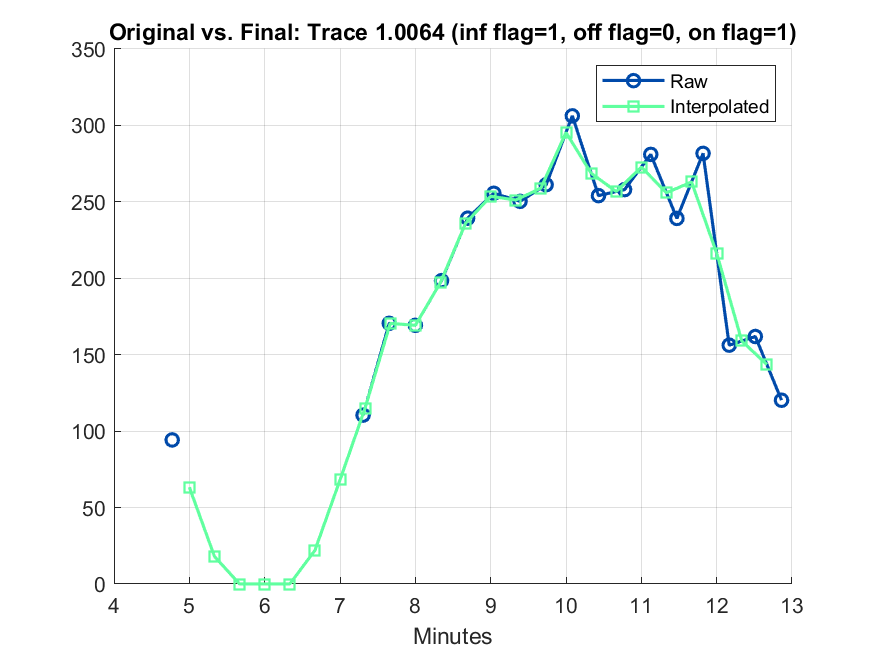 Original vs. Final: Trace 1.0064 (inf flag=1, off flag=0, on flag=1)
350
300
250
200
150
100
50
0
Raw
Interpolated
4 5 6 7 8 9 10 11 12 13
Minutes